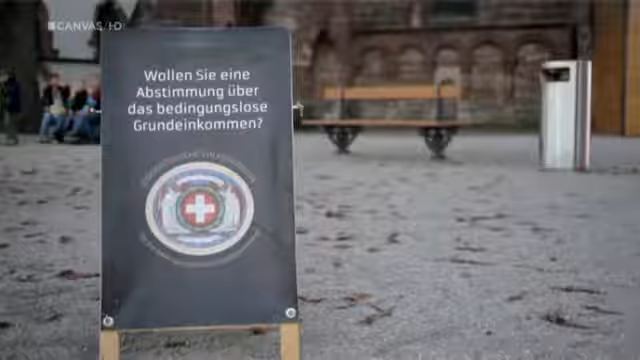 CANVAS/HD
Wollen Sie eine
Abstimmung über
das bedingungslose
Grundeinkommen?